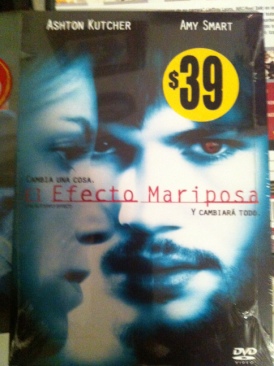 ASHTON KUTCHER AMY SMART
$39
CAMBIA UNA COSA.
El Efecto Mariposa
Y CAMBIARÁ TODO.
DVD